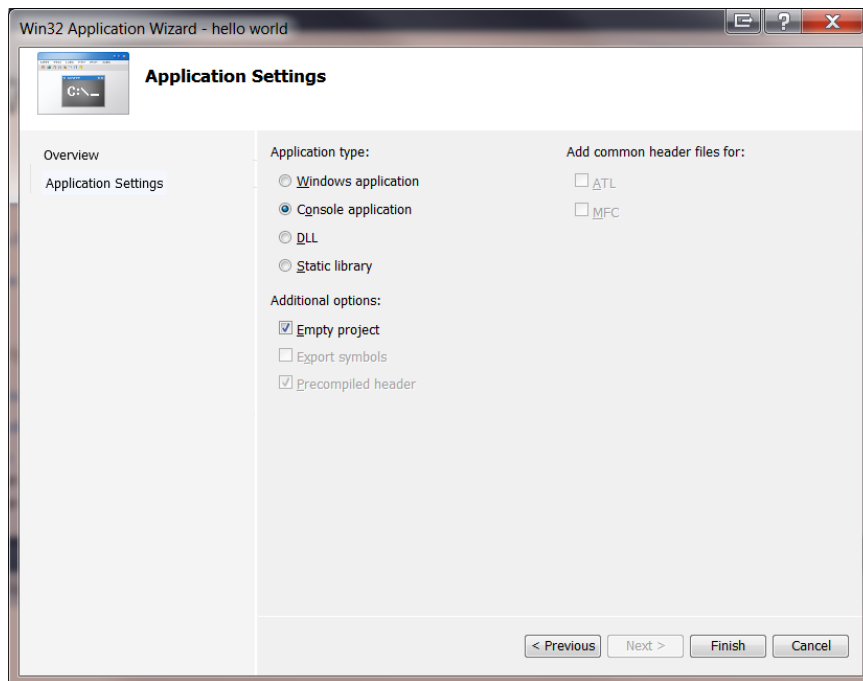 Win32 Application Wizard - hello world
C:\_
Application Settings
Overview
Application Settings
Application type:
Windows application
Console application
DLL
Static library
Additional options:
Empty project
Export symbols
Precompiled header
Add common header files for:
ATL
MFC
< Previous
Next >
Finish
Cancel